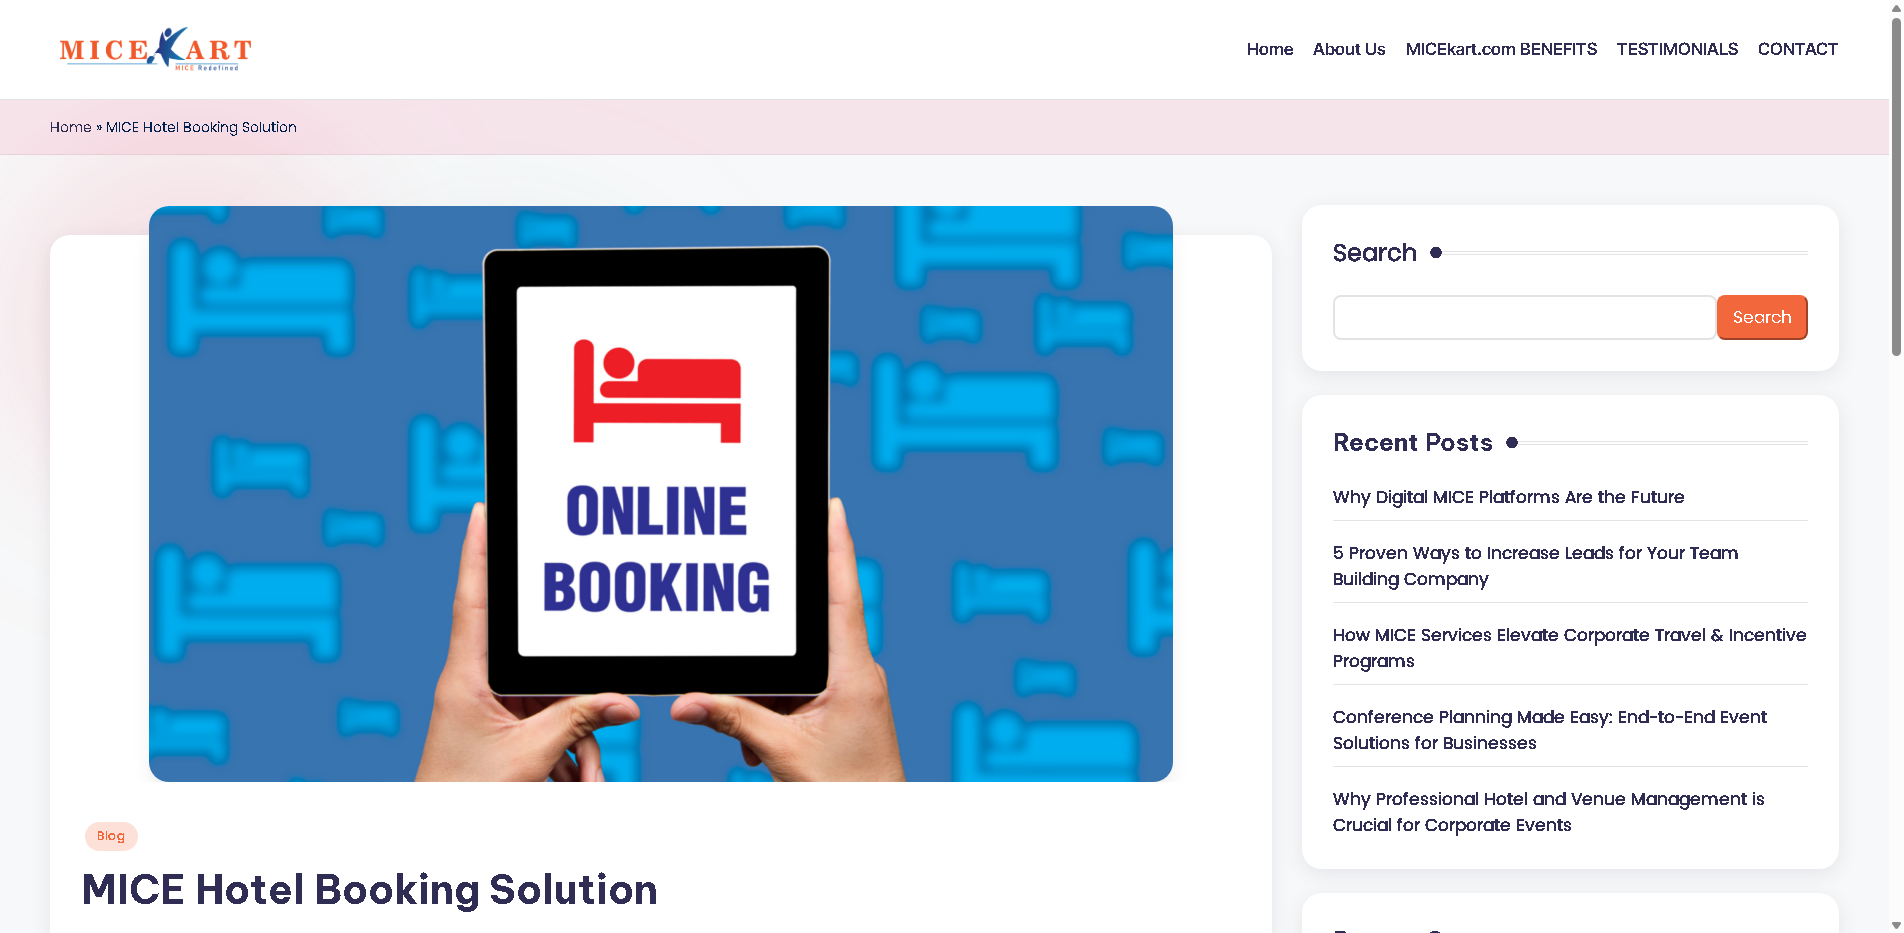 MICEKART
MICE Redefined
Home
About Us
MICEkart.com BENEFITS
TESTIMONIALS
CONTACT
Home » MICE Hotel Booking Solution
ONLINE
BOOKING
Blog
MICE Hotel Booking Solution
Search
Search
Recent Posts
Why Digital MICE Platforms Are the Future
5 Proven Ways to Increase Leads for Your Team
Building Company
How MICE Services Elevate Corporate Travel & Incentive
Programs
Conference Planning Made Easy: End-to-End Event
Solutions for Businesses
Why Professional Hotel and Venue Management is
Crucial for Corporate Events